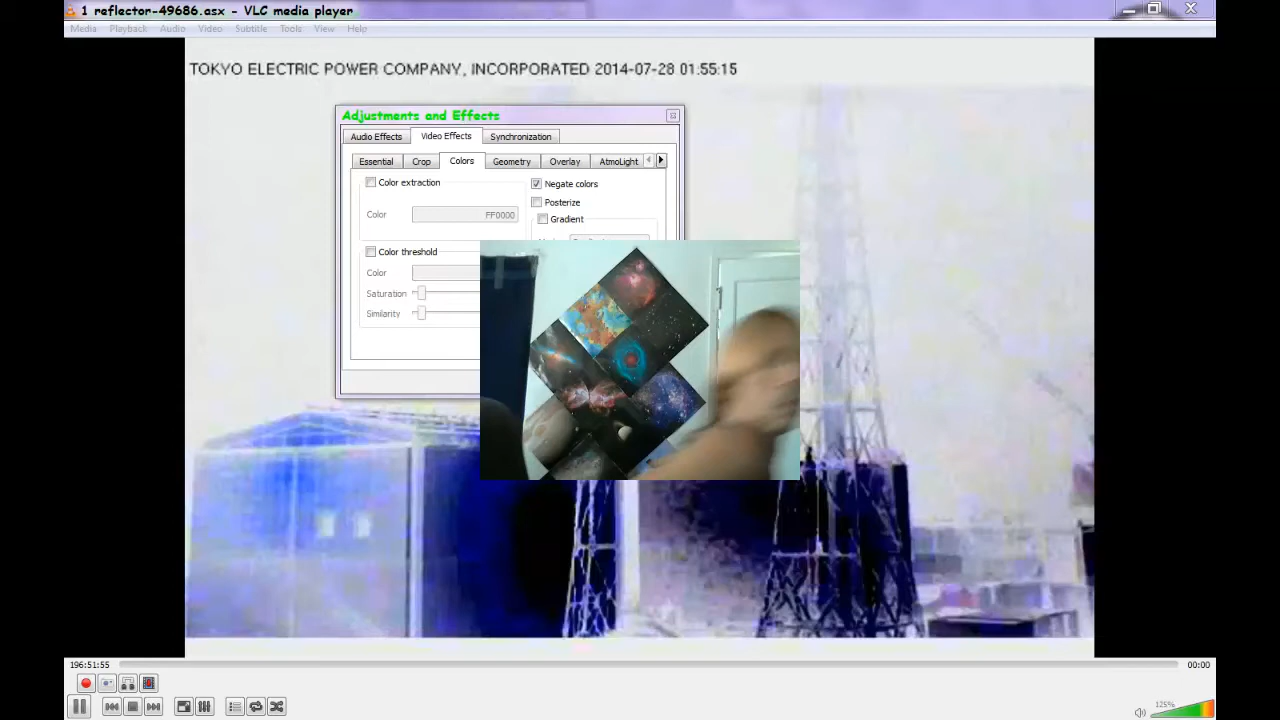 1 reflector-49686.asx - VLC media player
Media Playback Audio Video Subtitle Tools View Help
TOKYO ELECTRIC POWER COMPANY, INCORPORATED 2014-07-28 01:55:15
Adjustments and Effects
Audio Effects Video Effects Synchronization
Essential Crop Colors Geometry Overlay AtmoLight
Color extraction
Negate colors
Posterize
Color FF0000
Gradient
Color threshold
Color
Saturation
Similarity
196:51:55 00:00
125%